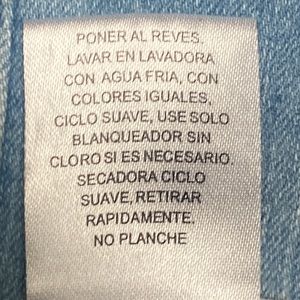 PONER AL REVES.
LAVAR EN LAVADORA
CON AGUA FRIA, CON
COLORES IGUALES,
CICLO SUAVE, USE SOLO
BLANQUEADOR SIN
CLORO SI ES NECESARIO.
SECADORA CICLO
SUAVE, RETIRAR
RAPIDAMENTE.
NO PLANCHE